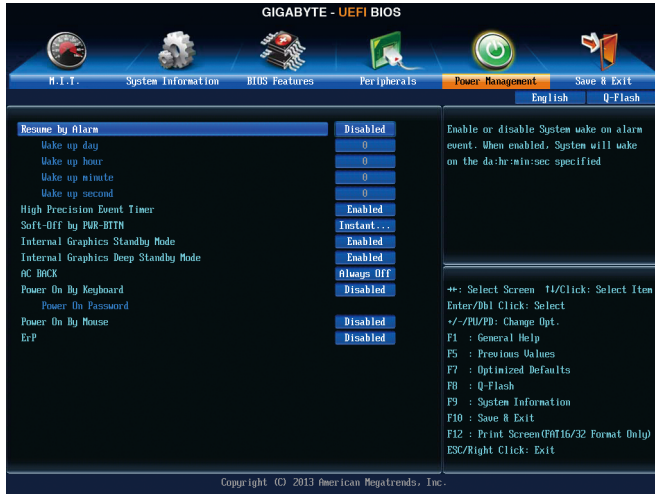 GIGABYTE - UEFI BIOS
M.I.T. System Information BIOS Features Peripherals Power Management Save & Exit
English Q-Flash
Resume by Alarm Disabled
Wake up day 0
Wake up hour 0
Wake up minute 0
Wake up second 0
High Precision Event Timer Enabled
Soft-Off by PWR-BTTN Instant...
Internal Graphics Standby Mode Enabled
Internal Graphics Deep Standby Mode Enabled
AC BACK Always Off
Power On By Keyboard Disabled
Power On Password
Power On By Mouse Disabled
ErP Disabled
Enable or disable System wake on alarm
event. When enabled, System will wake
on the da:hr:min:sec specified
↔: Select Screen ↑↓/Click: Select Item
Enter/Dbl Click: Select
+/-/PU/PD: Change Opt.
F1 : General Help
F5 : Previous Values
F7 : Optimized Defaults
F8 : Q-Flash
F9 : System Information
F10 : Save & Exit
F12 : Print Screen(FAT16/32 Format Only)
ESC/Right Click: Exit
Copyright (C) 2013 American Megatrends, Inc.